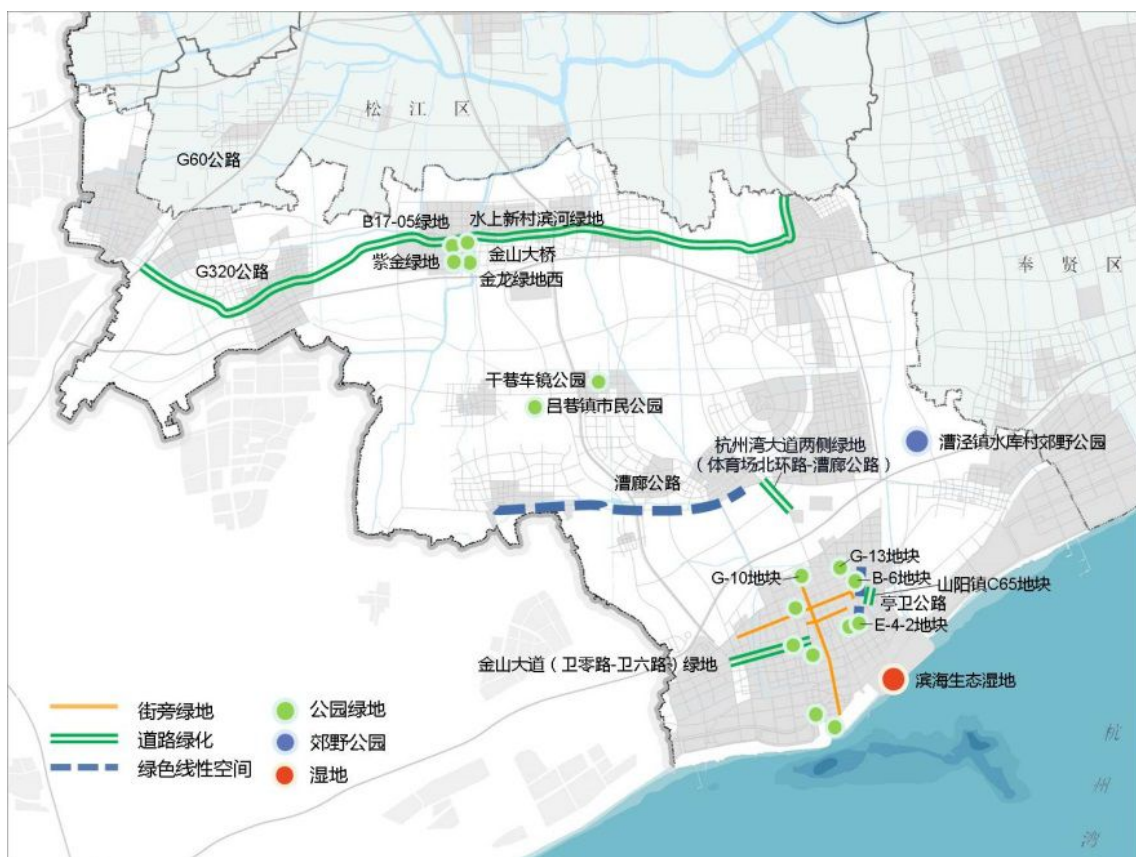 松江区
G60公路
B17-05绿地
水上新村滨河绿地
G320公路
紫金绿地
金山大桥
金龙绿地西
奉贤区
干巷车镜公园
吕巷镇市民公园
杭州湾大道两侧绿地
（体育场北环路-漕廊公路）
漕泾镇水库村郊野公园
漕廊公路
G-13地块
G-10地块
B-6地块
山阳镇C65地块
亭卫公路
E-4-2地块
金山大道（卫零路-卫六路）绿地
滨海生态湿地
街旁绿地
公园绿地
道路绿化
郊野公园
绿色线性空间
湿地
杭
州
湾